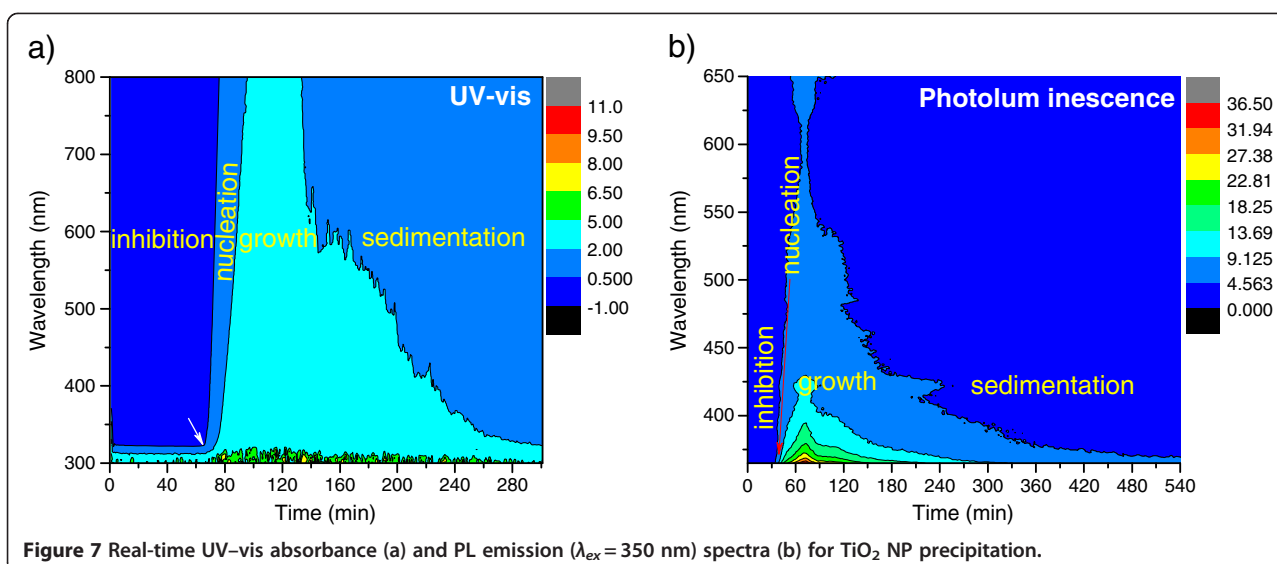 a)
UV-vis
Wavelength (nm)
800
700
600
500
400
300
inhibition
nucleation
growth
sedimentation
0
40
80
120
160
200
240
280
Time (min)
11.0
9.50
8.00
6.50
5.00
2.00
0.500
-1.00
b)
Photolum inescence
Wavelength (nm)
650
600
550
500
450
400
inhibition
nucleation
growth
sedimentation
0
60
120
180
240
300
360
420
480
540
Time (min)
36.50
31.94
27.38
22.81
18.25
13.69
9.125
4.563
0.000
Figure 7 Real-time UV–vis absorbance (a) and PL emission (λex = 350 nm) spectra (b) for TiO2 NP precipitation.